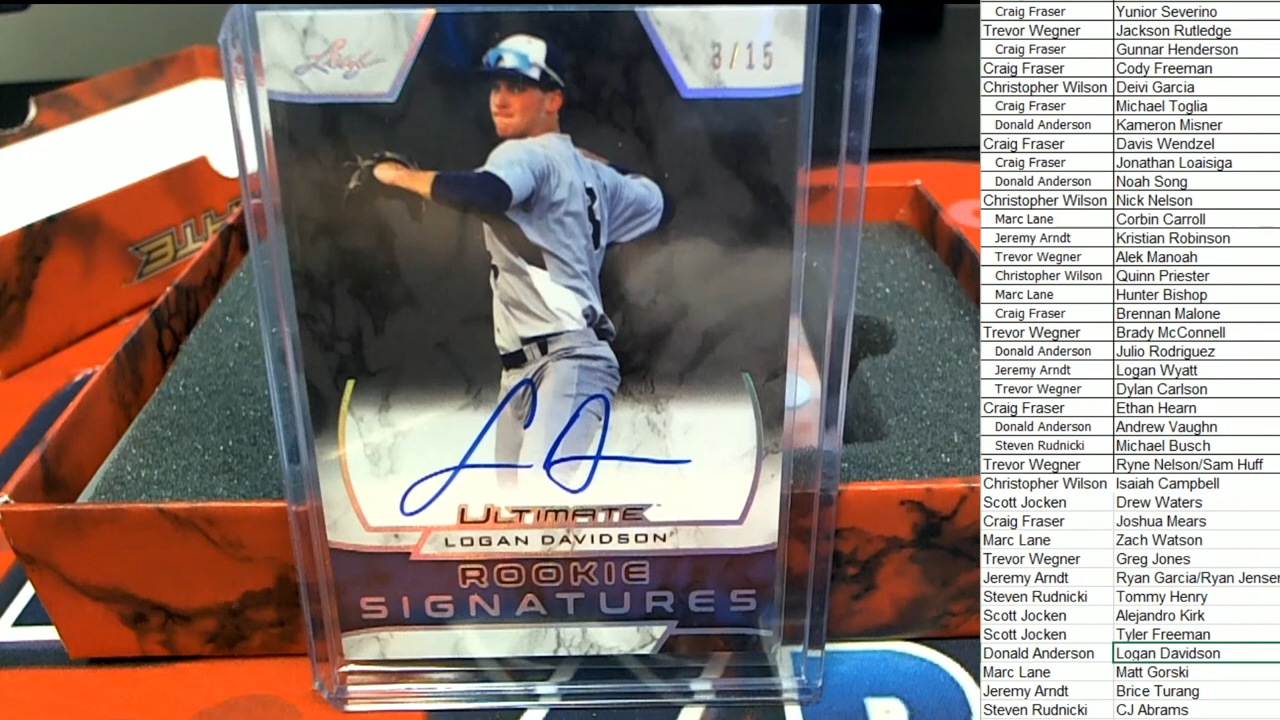 Leaf
3/15
ULTIMATE
LOGAN DAVIDSON
ROOKIE
SIGNATURES
Craig Fraser Yunior Severino
Trevor Wegner Jackson Rutledge
Craig Fraser Gunnar Henderson
Craig Fraser Cody Freeman
Christopher Wilson Deivi Garcia
Craig Fraser Michael Toglia
Donald Anderson Kameron Misner
Craig Fraser Davis Wendzel
Craig Fraser Jonathan Loaisiga
Donald Anderson Noah Song
Christopher Wilson Nick Nelson
Marc Lane Corbin Carroll
Jeremy Arndt Kristian Robinson
Trevor Wegner Alek Manoah
Christopher Wilson Quinn Priester
Marc Lane Hunter Bishop
Craig Fraser Brennan Malone
Trevor Wegner Brady McConnell
Donald Anderson Julio Rodriguez
Jeremy Arndt Logan Wyatt
Trevor Wegner Dylan Carlson
Craig Fraser Ethan Hearn
Donald Anderson Andrew Vaughn
Steven Rudnicki Michael Busch
Trevor Wegner Ryne Nelson/Sam Huff
Christopher Wilson Isaiah Campbell
Scott Jocken Drew Waters
Craig Fraser Joshua Mears
Marc Lane Zach Watson
Trevor Wegner Greg Jones
Jeremy Arndt Ryan Garcia/Ryan Jense
Steven Rudnicki Tommy Henry
Scott Jocken Alejandro Kirk
Scott Jocken Tyler Freeman
Donald Anderson Logan Davidson
Marc Lane Matt Gorski
Jeremy Arndt Brice Turang
Steven Rudnicki CJ Abrams